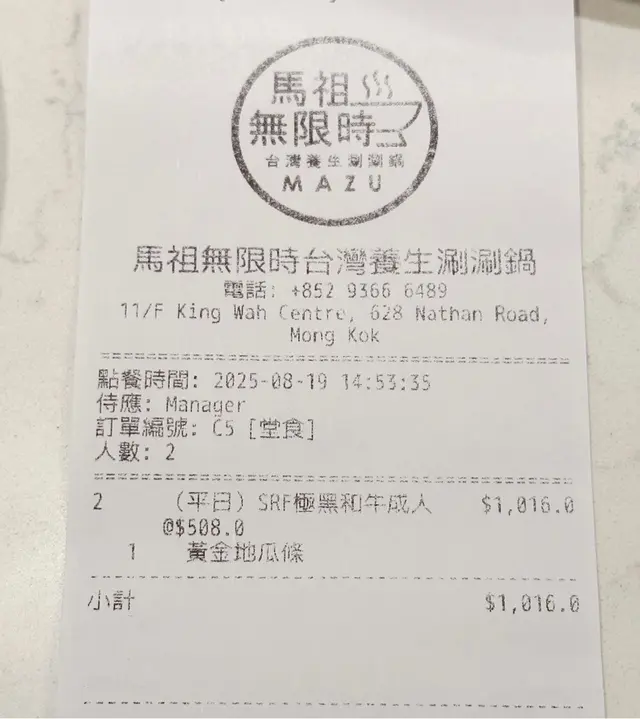 馬祖
無限時
台灣養生涮涮鍋
MAZU
馬祖無限時台灣養生涮涮鍋
電話: +852 9366 6489
11/F King Wah Centre, 628 Nathan Road,
Mong Kok
點餐時間: 2025-08-19 14:53:35
侍應: Manager
訂單編號: C5 [堂食]
人數: 2
2 (平日) SRF極黑和牛成人 $1,016.0
@$508.0
1 黃金地瓜條
小計 $1,016.0